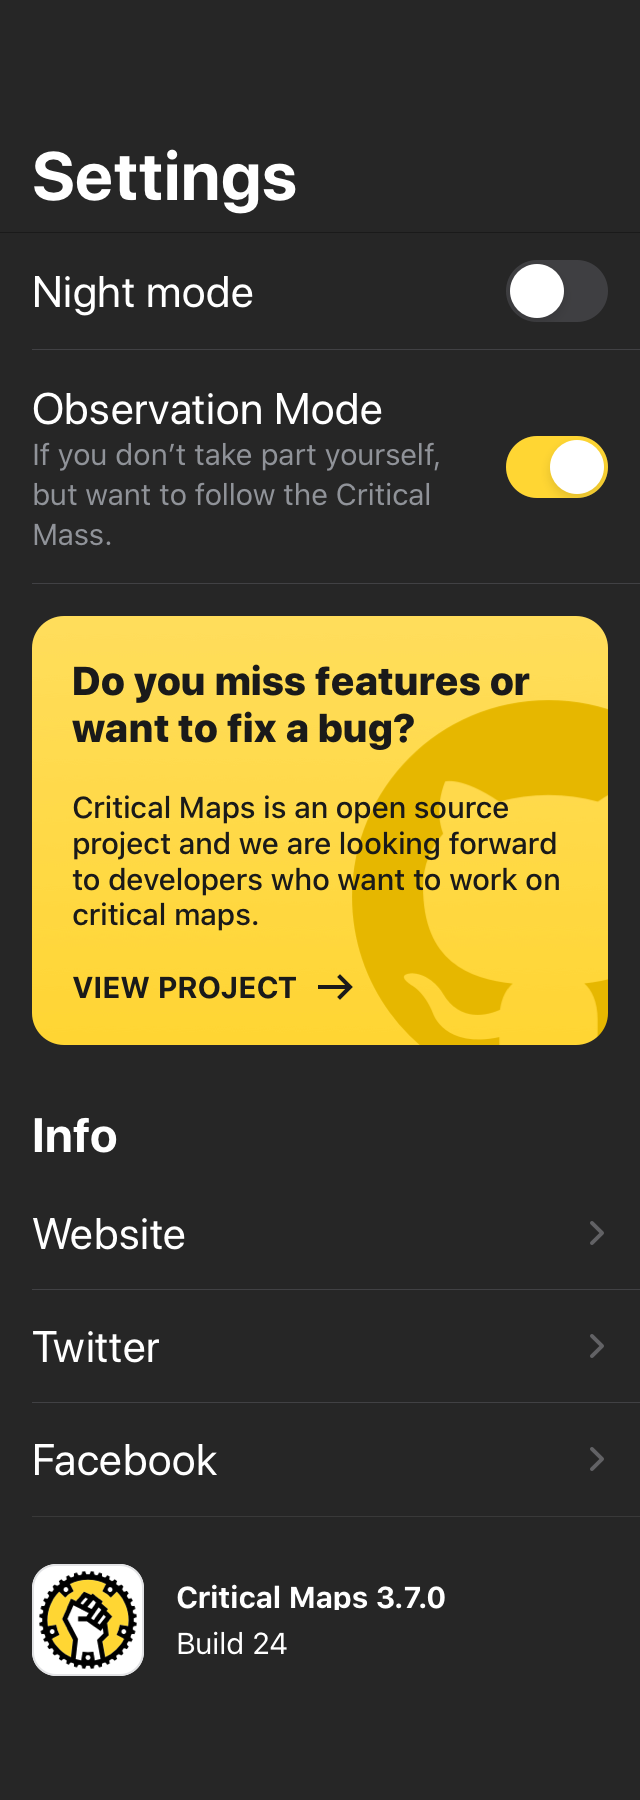 Settings
Night mode
Observation Mode
If you don’t take part yourself,
but want to follow the Critical
Mass.
Do you miss features or
want to fix a bug?
Critical Maps is an open source
project and we are looking forward
to developers who want to work on
critical maps.
VIEW PROJECT
Info
Website
Twitter
Facebook
Critical Maps 3.7.0
Build 24